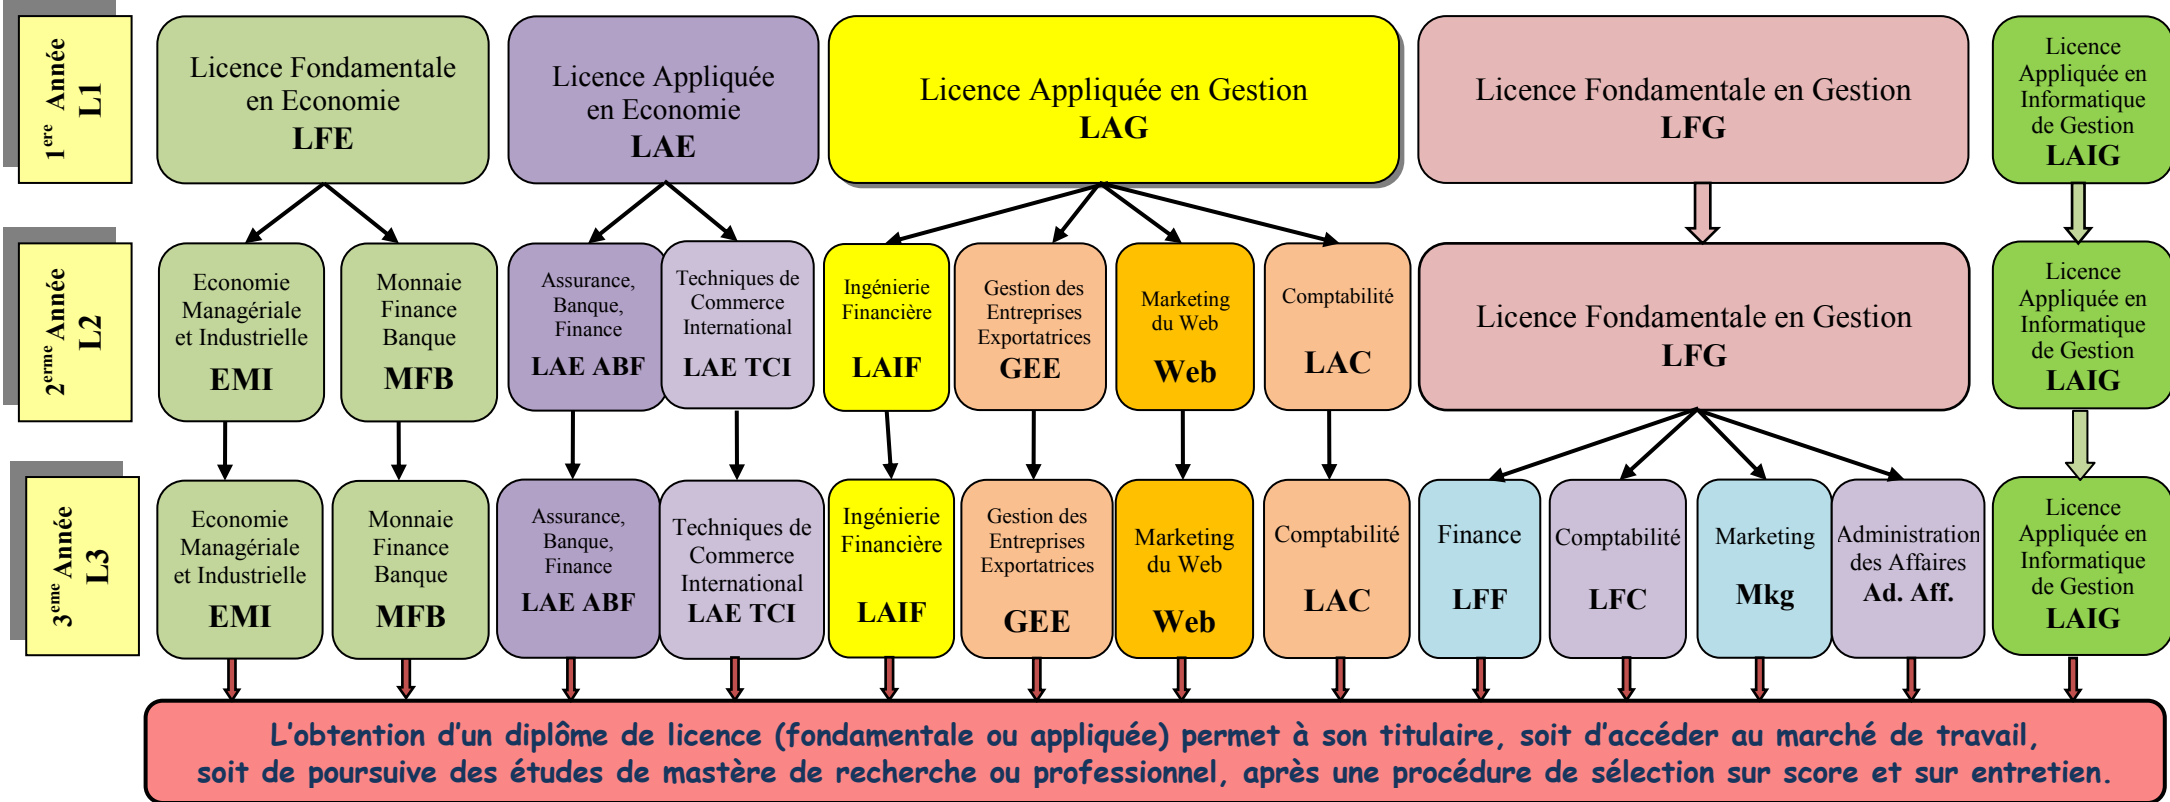 1ere Année
L1
Licence Fondamentale
en Economie
LFE
Licence Appliquée
en Economie
LAE
Licence Appliquée en Gestion
LAG
Licence Fondamentale en Gestion
LFG
Licence
Appliquée en
Informatique
de Gestion
LAIG
2erme Année
L2
Economie
Managériale
et Industrielle
EMI
Monnaie
Finance
Banque
MFB
Assurance,
Banque,
Finance
LAE ABF
Techniques de
Commerce
International
LAE TCI
Ingénierie
Financière
LAIF
Gestion des
Entreprises
Exportatrices
GEE
Marketing
du Web
Web
Comptabilité
LAC
Licence Fondamentale en Gestion
LFG
Licence
Appliquée en
Informatique
de Gestion
LAIG
3eme Année
L3
Economie
Managériale
et Industrielle
EMI
Monnaie
Finance
Banque
MFB
Assurance,
Banque,
Finance
LAE ABF
Techniques de
Commerce
International
LAE TCI
Ingénierie
Financière
LAIF
Gestion des
Entreprises
Exportatrices
GEE
Marketing
du Web
Web
Comptabilité
LAC
Finance
LFF
Comptabilité
LFC
Marketing
Mkg
Administration
des Affaires
Ad. Aff.
Licence
Appliquée en
Informatique
de Gestion
LAIG
L'obtention d'un diplôme de licence (fondamentale ou appliquée) permet à son titulaire, soit d'accéder au marché de travail,
soit de poursuive des études de mastère de recherche ou professionnel, après une procédure de sélection sur score et sur entretien.